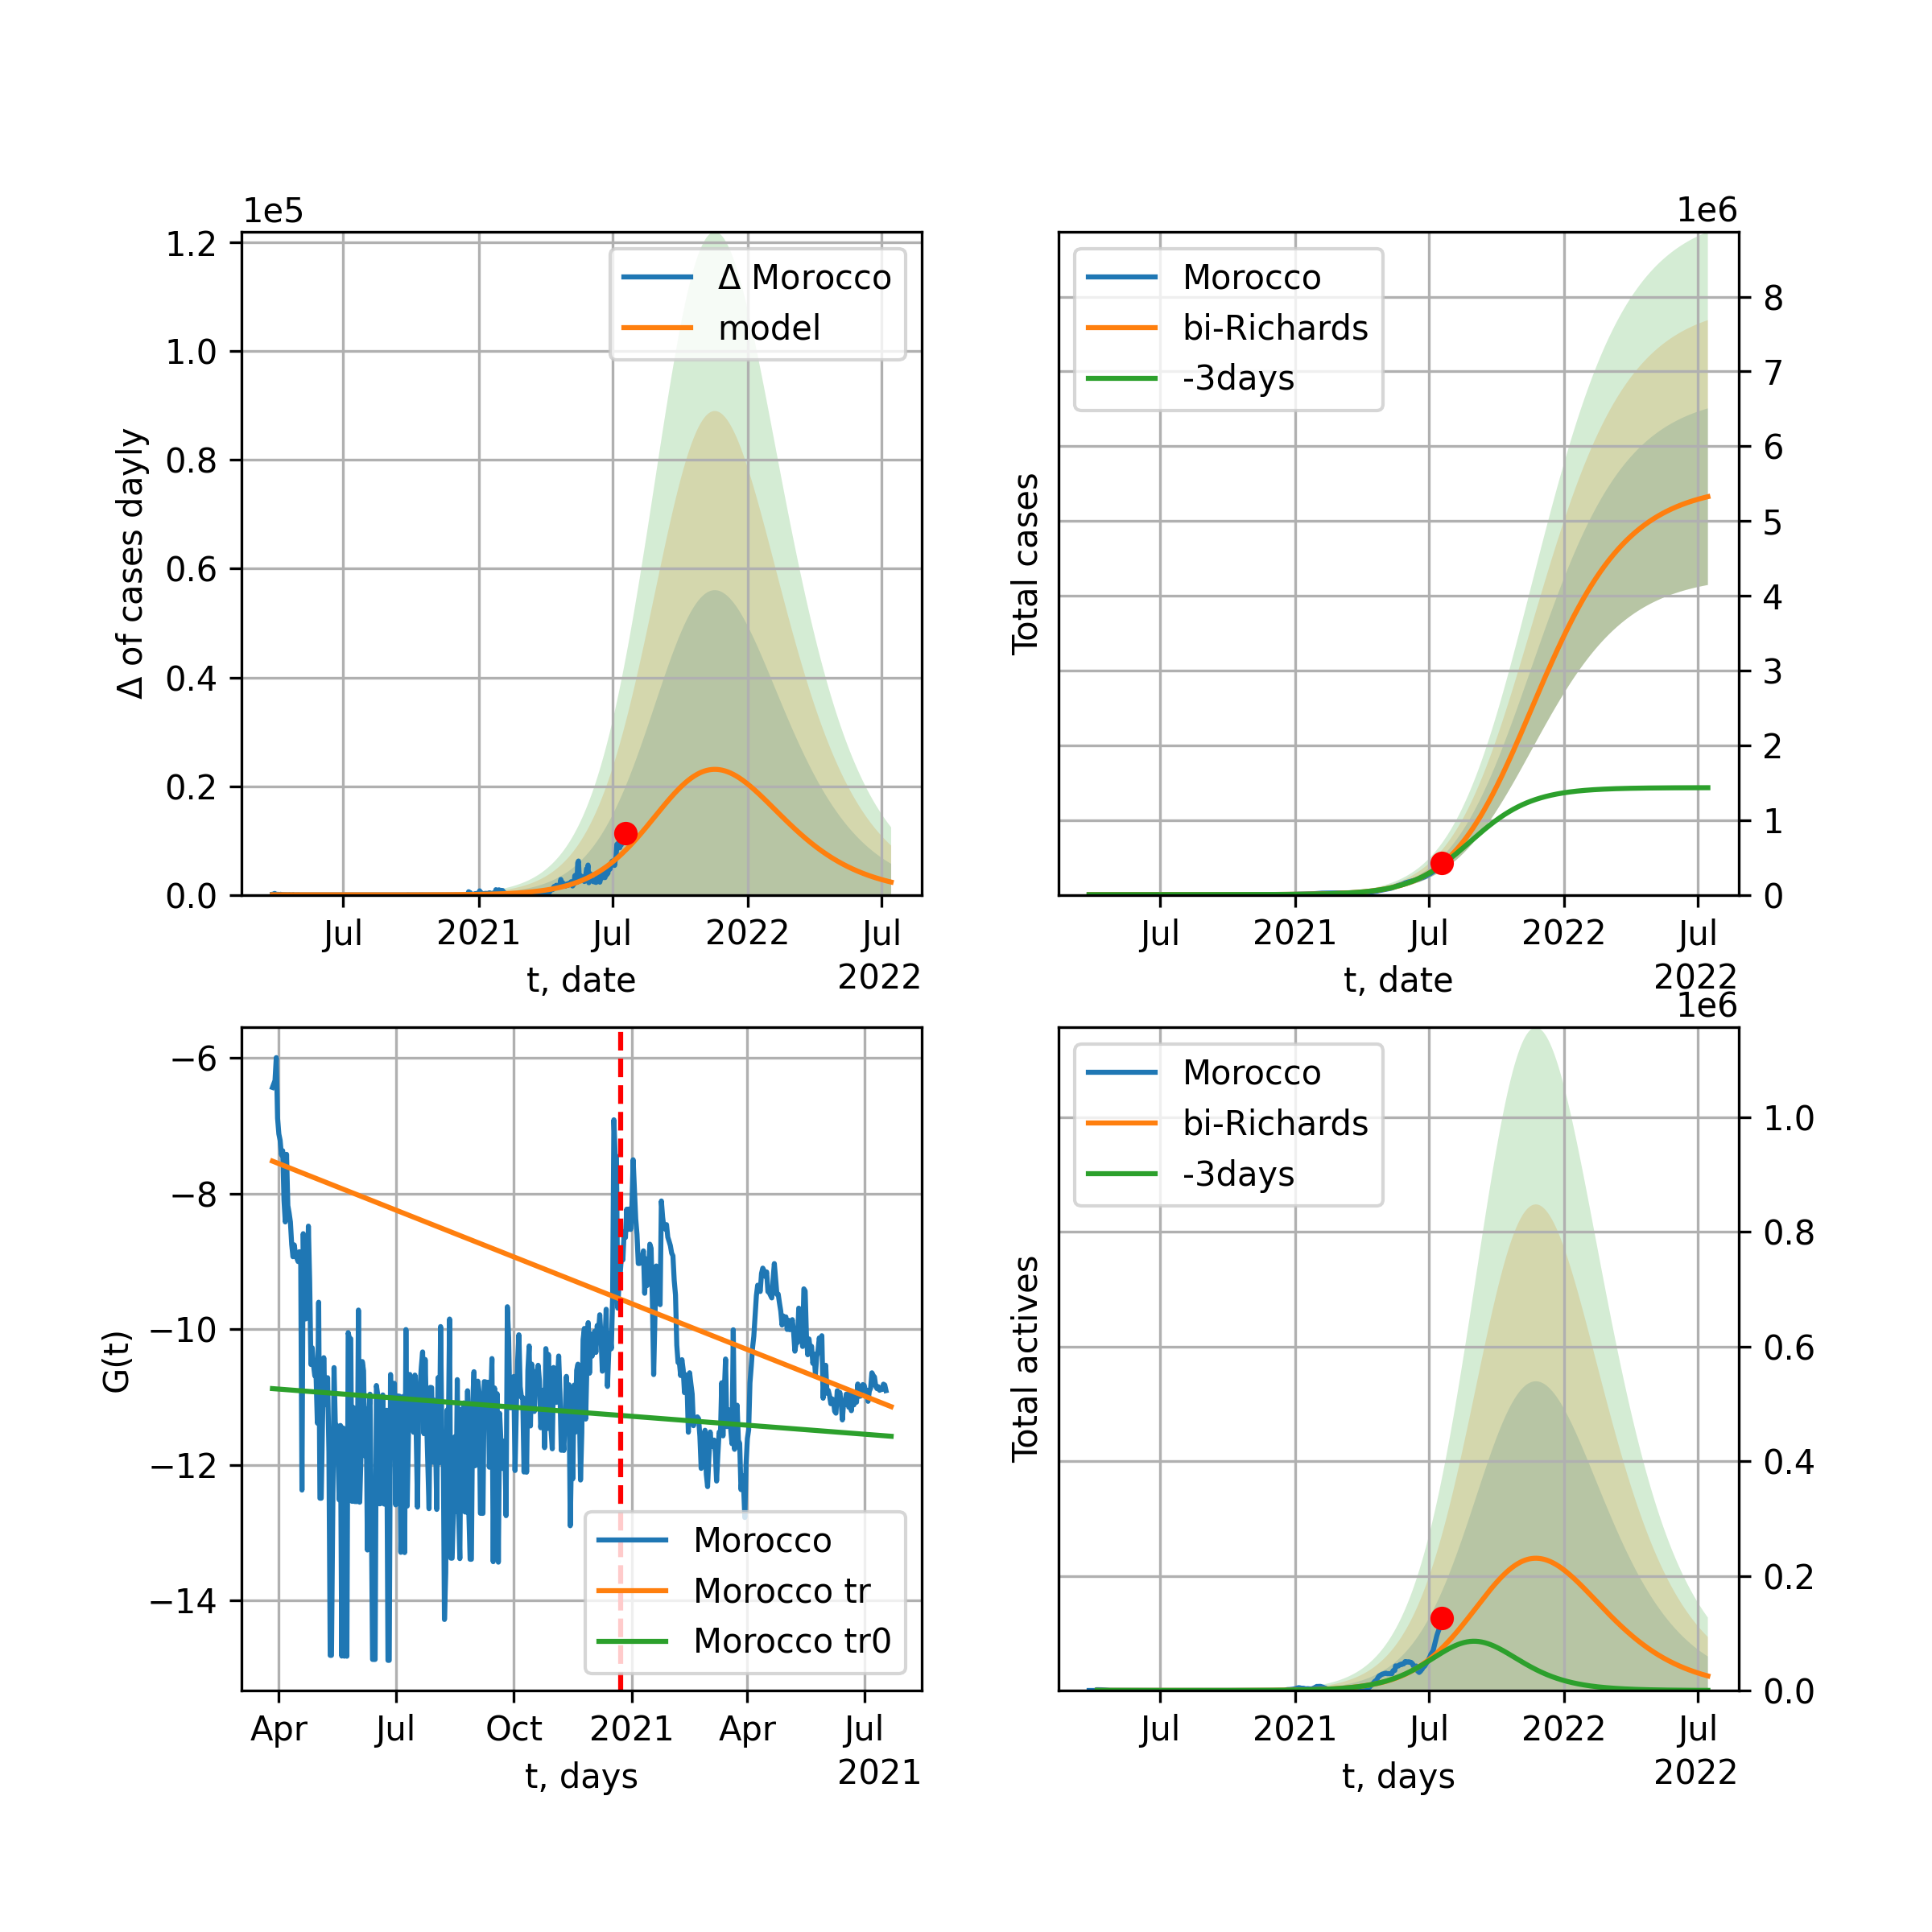 1e5
1.2
1.0
0.8
0.6
0.4
0.2
0.0
Δ of cases dayly
Δ Morocco
model
Jul
2021
Jul
2022
Jul
2022
t, date
1e6
8
7
6
5
4
3
2
1
0
Total cases
Morocco
bi-Richards
-3days
Jul
2021
Jul
2022
Jul
2022
t, date
−6
−8
−10
−12
−14
G(t)
Morocco
Morocco tr
Morocco tr0
Apr
Jul
Oct
2021
Apr
Jul
2021
t, days
1e6
1.0
0.8
0.6
0.4
0.2
0.0
Total actives
Morocco
bi-Richards
-3days
Jul
2021
Jul
2022
Jul
2022
t, days